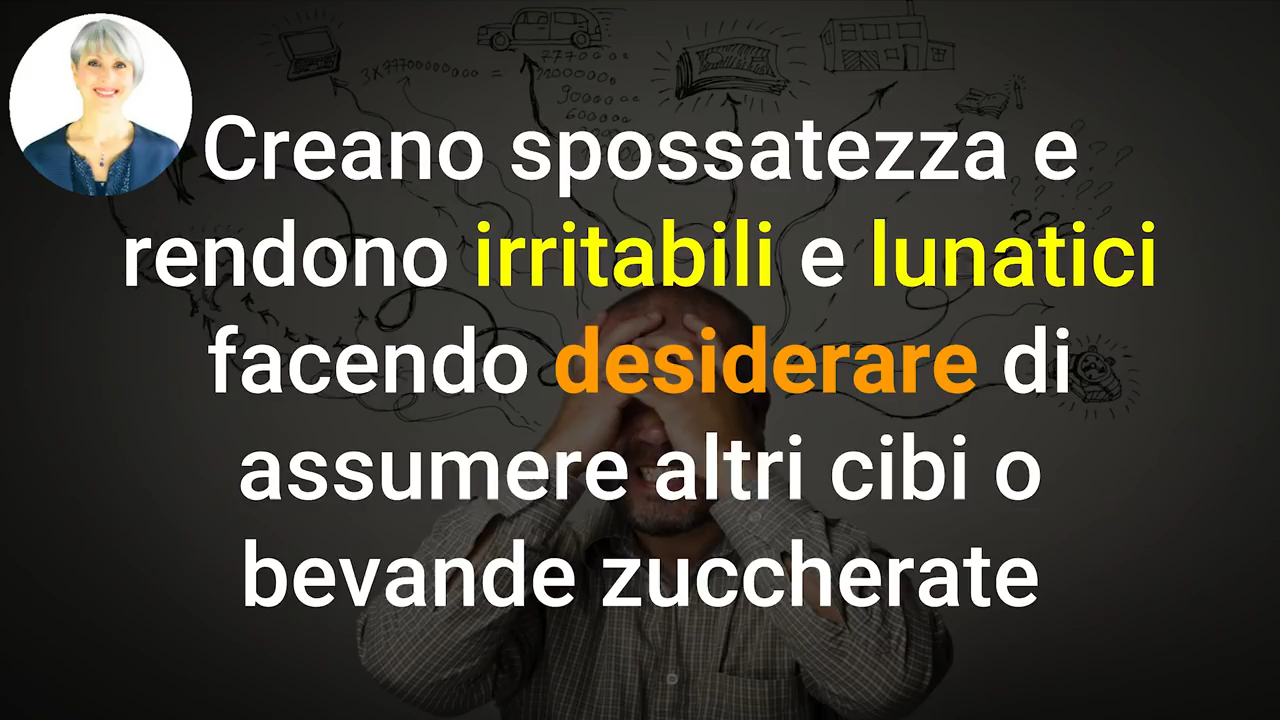 Creano spossatezza e
rendono irritabili e lunatici
facendo desiderare di
assumere altri cibi o
bevande zuccherate